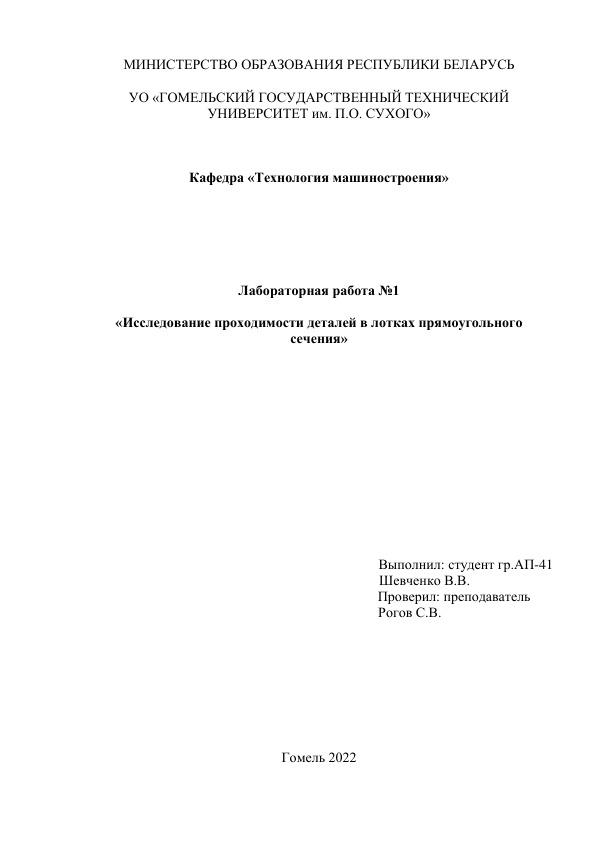 МИНИСТЕРСТВО ОБРАЗОВАНИЯ РЕСПУБЛИКИ БЕЛАРУСЬ
УО «ГОМЕЛЬСКИЙ ГОСУДАРСТВЕННЫЙ ТЕХНИЧЕСКИЙ
УНИВЕРСИТЕТ им. П.О. СУХОГО»
Кафедра «Технология машиностроения»
Лабораторная работа №1
«Исследование проходимости деталей в лотках прямоугольного
сечения»
Выполнил: студент гр.АП-41
Шевченко В.В.
Проверил: преподаватель
Рогов С.В.
Гомель 2022